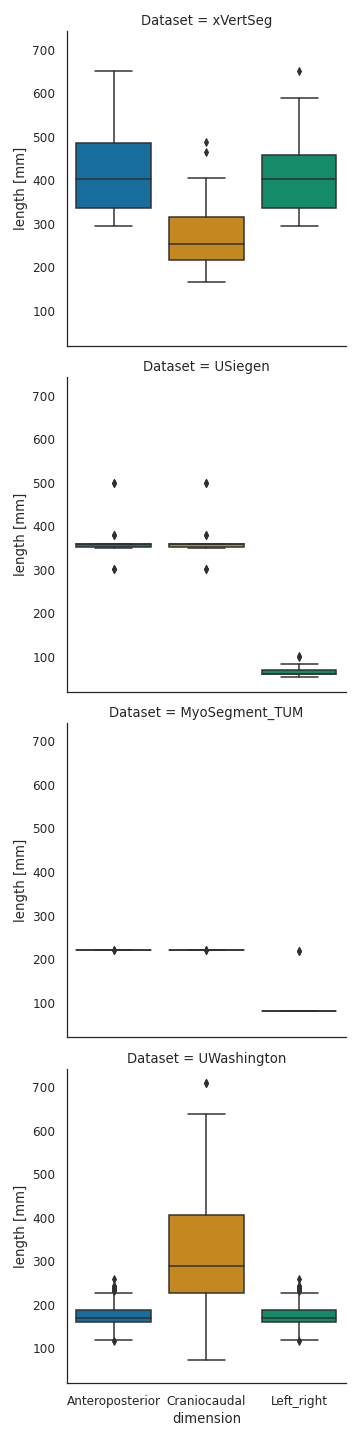 Dataset = xVertSeg
700
600
500
400
300
200
100
length [mm]
Dataset = USiegen
700
600
500
400
300
200
100
length [mm]
Dataset = MyoSegment_TUM
700
600
500
400
300
200
100
length [mm]
Dataset = UWashington
700
600
500
400
300
200
100
length [mm]
Anteroposterior Craniocaudal Left_right
dimension